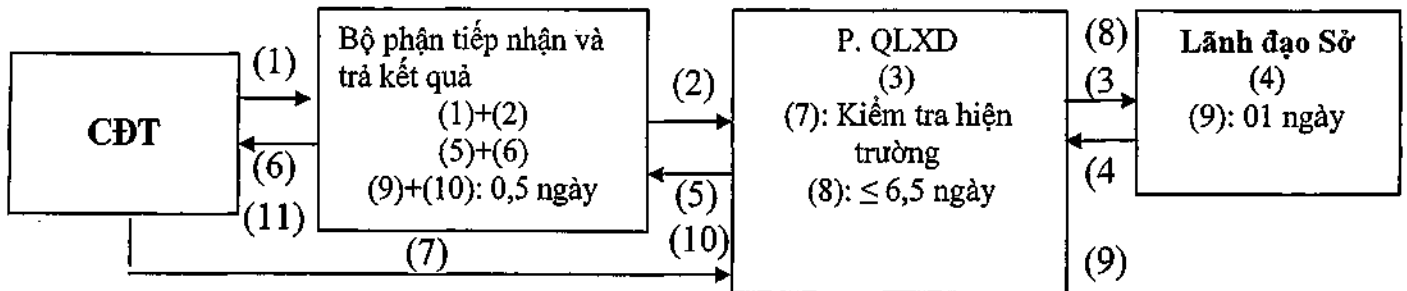 CĐT
(1)
(6)
(11)
Bộ phận tiếp nhận và
trả kết quả
(1)+(2)
(5)+(6)
(9)+(10): 0,5 ngày
(7)
(2)
(5)
(10)
P. QLXD
(3)
(7): Kiểm tra hiện
trường
(8): ≤ 6,5 ngày
(8)
(3
(4
(9)
Lãnh đạo Sở
(4)
(9): 01 ngày